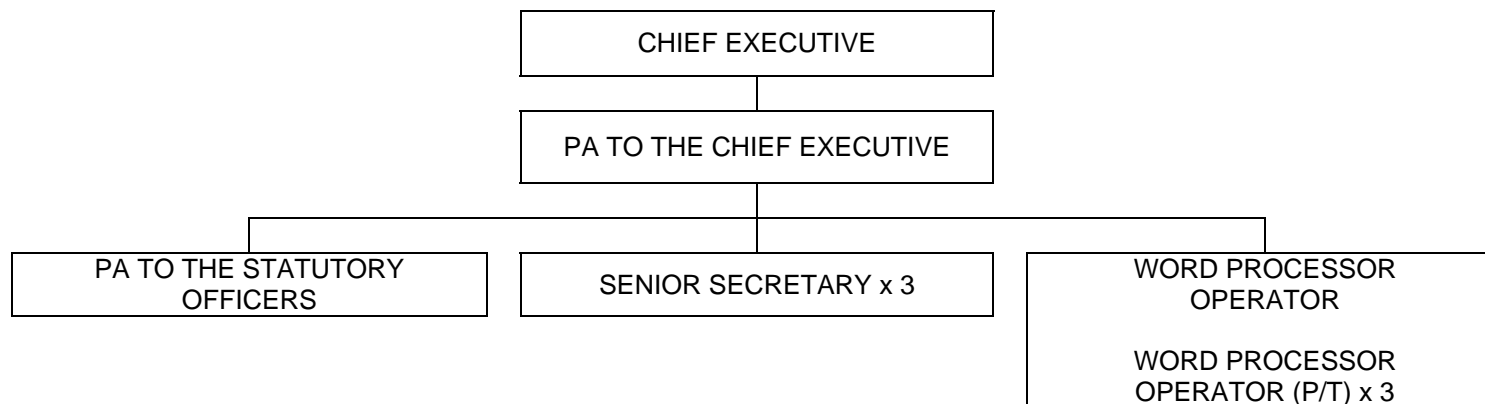 CHIEF EXECUTIVE
PA TO THE CHIEF EXECUTIVE
PA TO THE STATUTORY
OFFICERS
SENIOR SECRETARY x 3
WORD PROCESSOR
OPERATOR
WORD PROCESSOR
OPERATOR (P/T) x 3